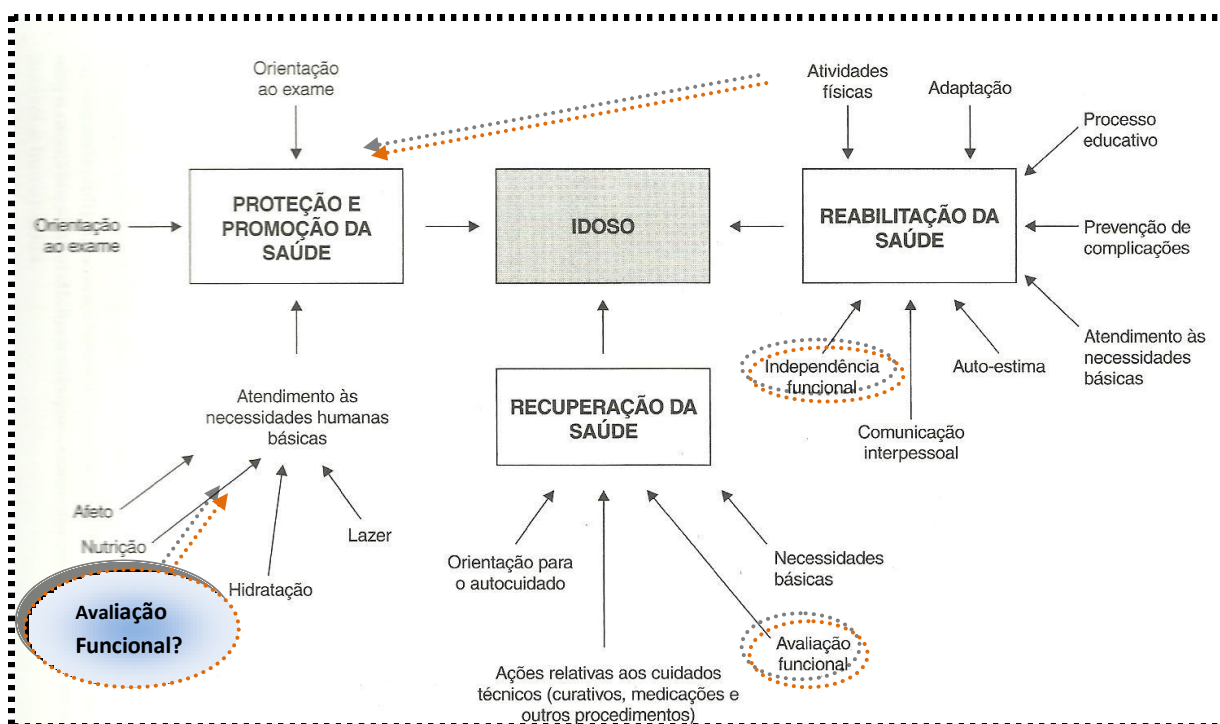 Orientação
ao exame
Atividades
físicas
Adaptação
Processo
educativo
Orientação
ao exame
PROTEÇÃO E
PROMOÇÃO DA
SAÚDE
IDOSO
REABILITAÇÃO DA
SAÚDE
Prevenção de
complicações
Atendimento às
necessidades humanas
básicas
RECUPERAÇÃO DA
SAÚDE
Independência
funcional
Auto-estima
Atendimento às
necessidades
básicas
Comunicação
interpessoal
Afeto
Nutrição
Hidratação
Lazer
Avaliação
Funcional?
Orientação para
o autocuidado
Necessidades
básicas
Avaliação
funcional
Ações relativas aos cuidados
técnicos (curativos, medicações e
outros procedimentos)